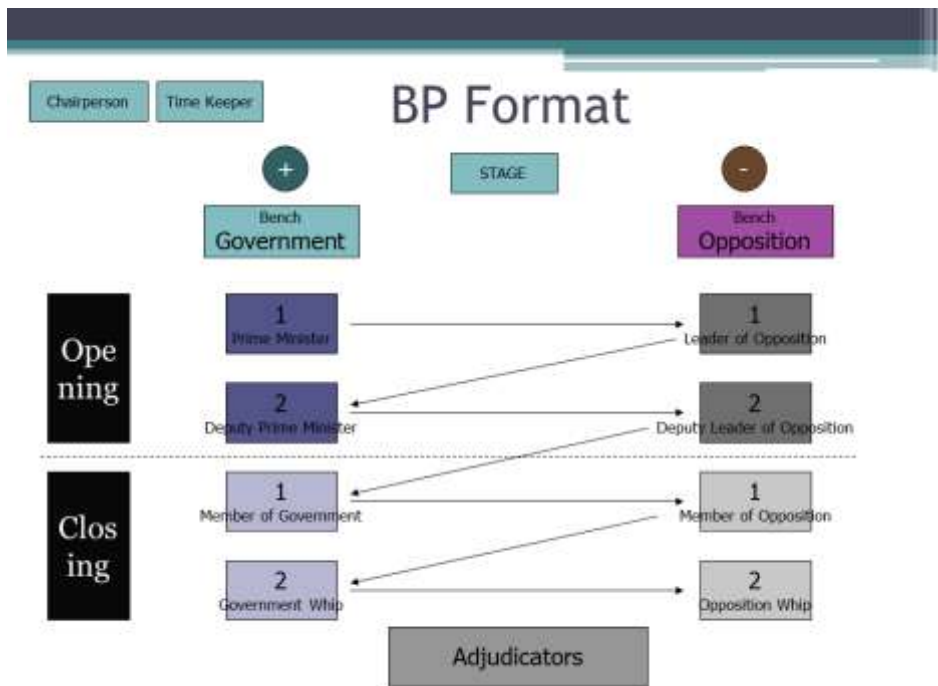 Chairperson
Time Keeper
BP Format
+
STAGE
-
Bench
Government
Bench
Opposition
Ope
ning
1
Prime Minister
1
Leader of Opposition
2
Deputy Prime Minister
2
Deputy Leader of Opposition
Clos
ing
1
Member of Government
1
Member of Opposition
2
Government Whip
2
Opposition Whip
Adjudicators